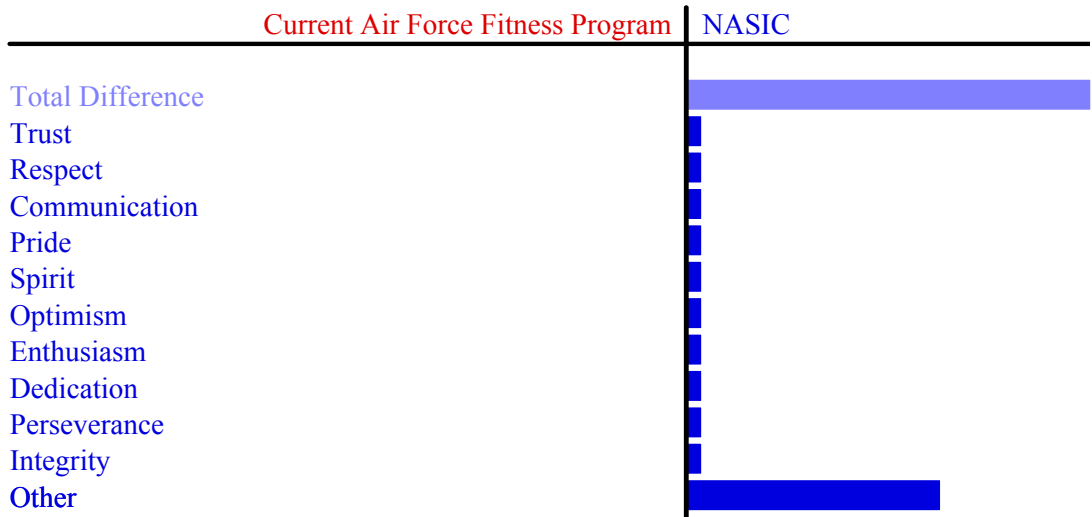 Current Air Force Fitness Program NASIC
Total Difference
Trust
Respect
Communication
Pride
Spirit
Optimism
Enthusiasm
Dedication
Perseverance
Integrity
Other